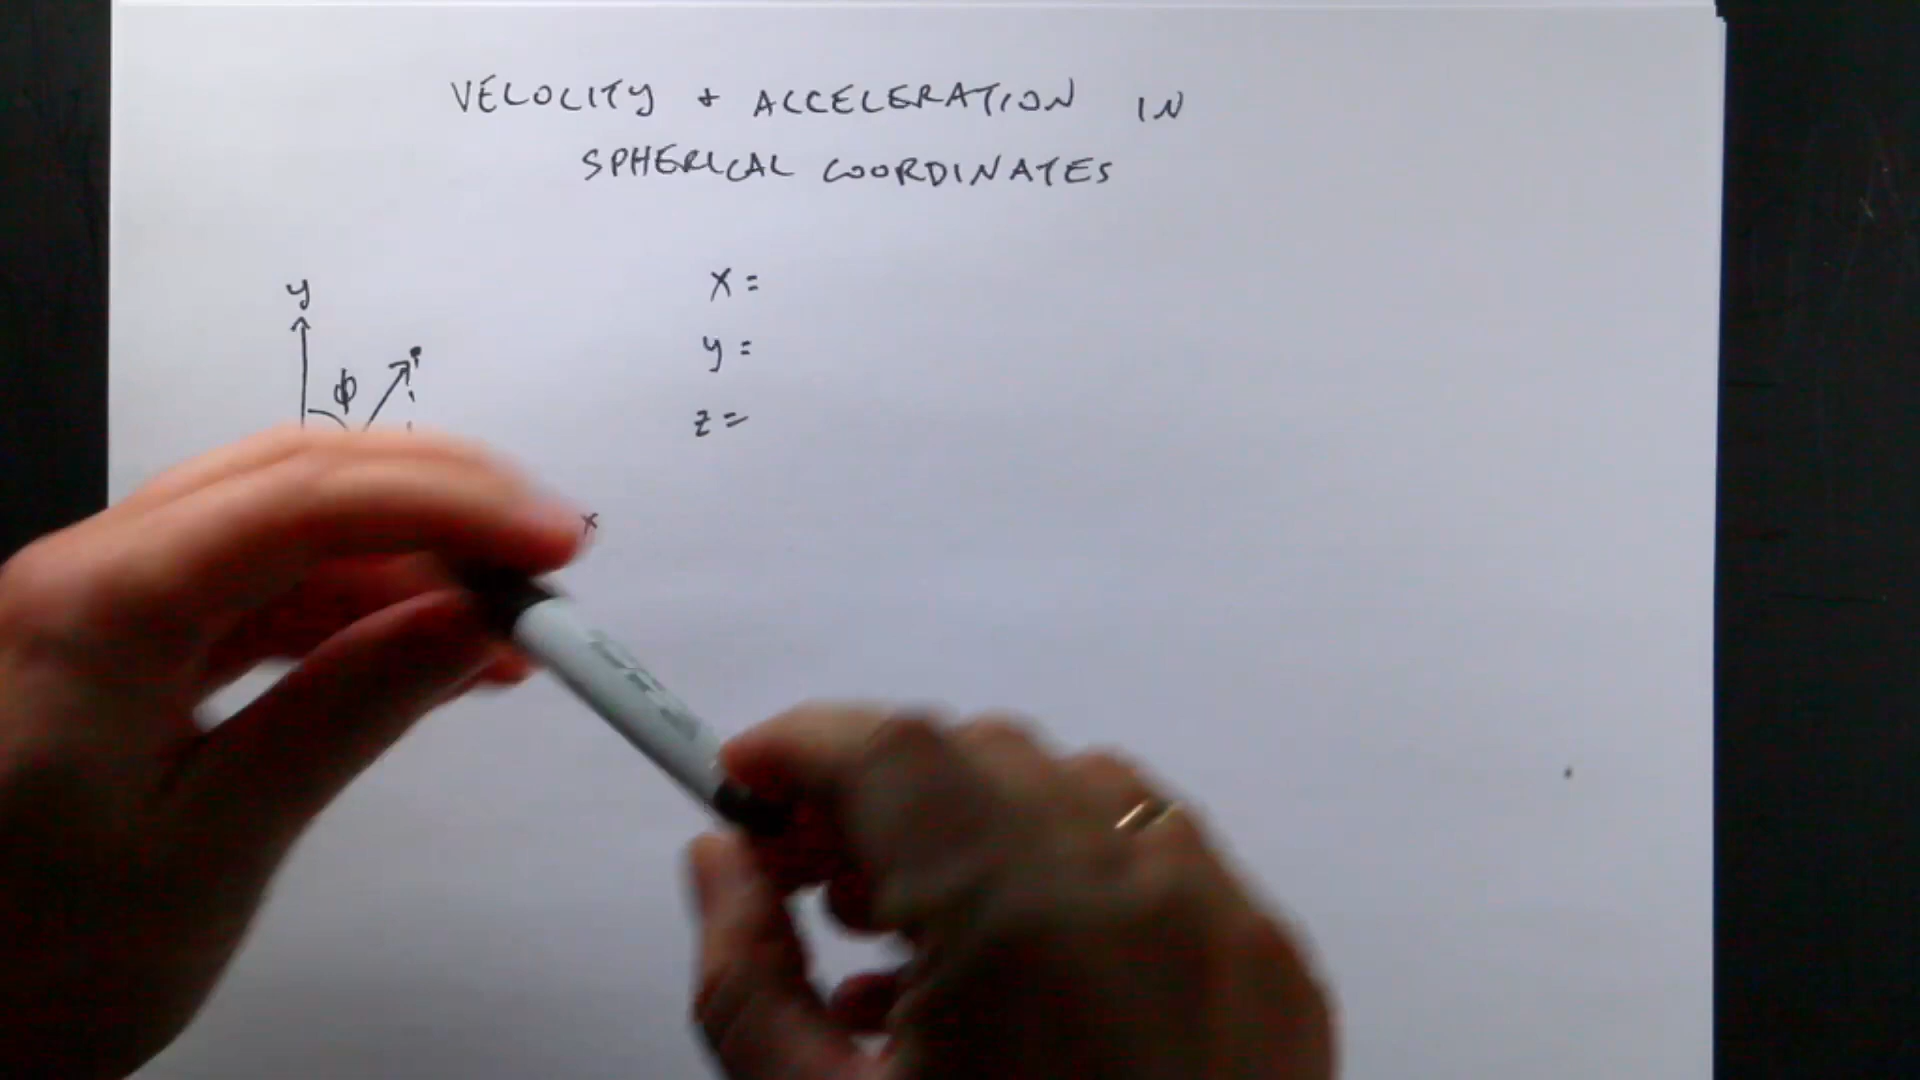 VELOCITY + ACCELERATION IN
SPHERICAL COORDINATES
y
ϕ
x
x =
y =
z =